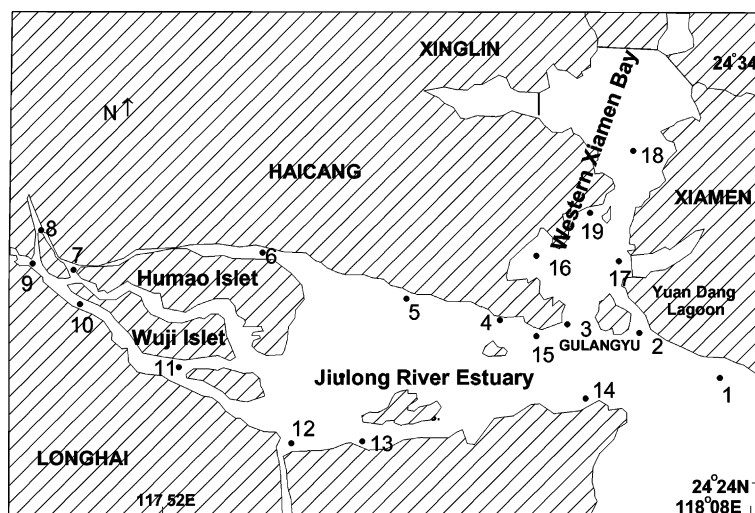 XINGLIN
24°34
N↑
Western Xiamen Bay
18
HAICANG
XIAMEN
19
8
6
16
17
9
7
Humao Islet
Yuan Dang
Lagoon
10
5
4
3
2
Wuji Islet
15
GULANGYU
11
Jiulong River Estuary
1
14
12
13
LONGHAI
117 52E
24°24N
118°08E